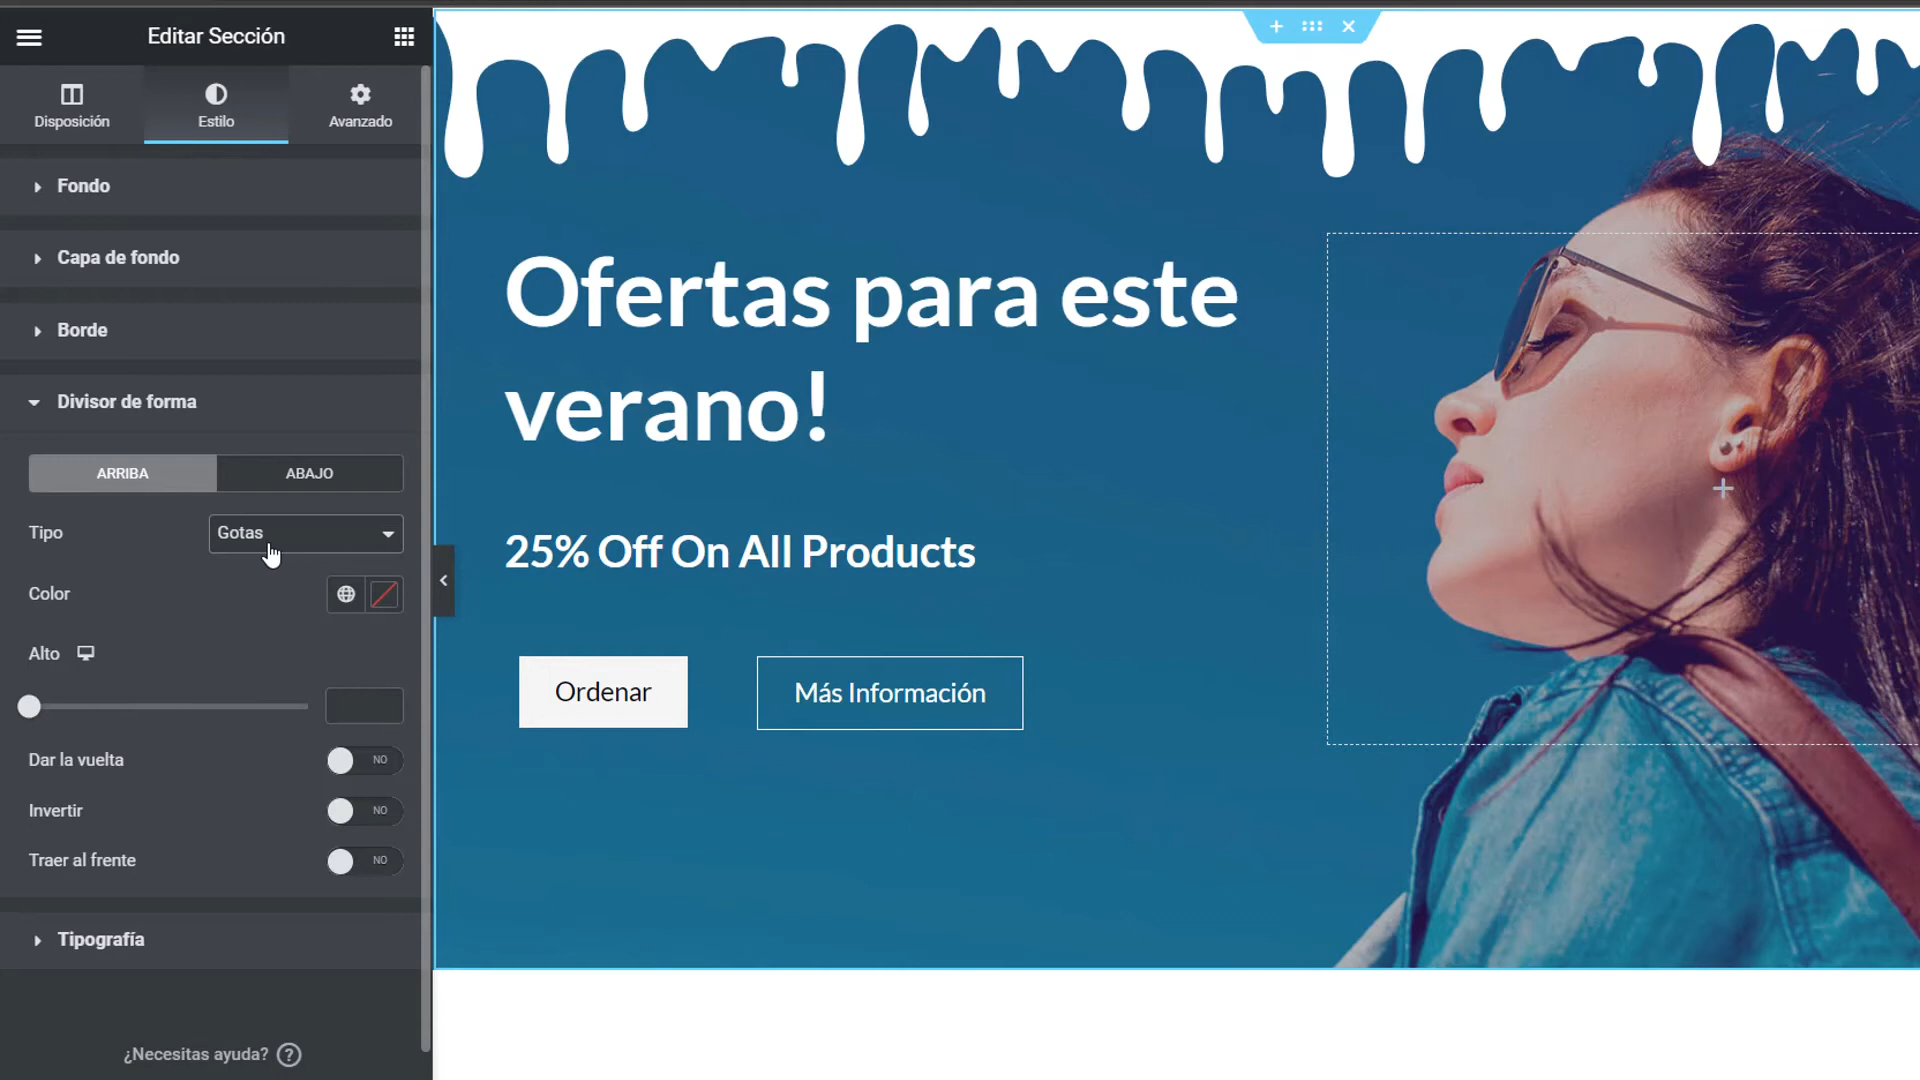 Editar Sección
Disposición
Estilo
Avanzado
Fondo
Capa de fondo
Borde
Divisor de forma
ARRIBA
ABAJO
Tipo
Gotas
Color
Alto
Dar la vuelta
NO
Invertir
NO
Traer al frente
NO
Tipografía
¿Necesitas ayuda? ?
Ofertas para este
verano!
25% Off On All Products
Ordenar
Más Información